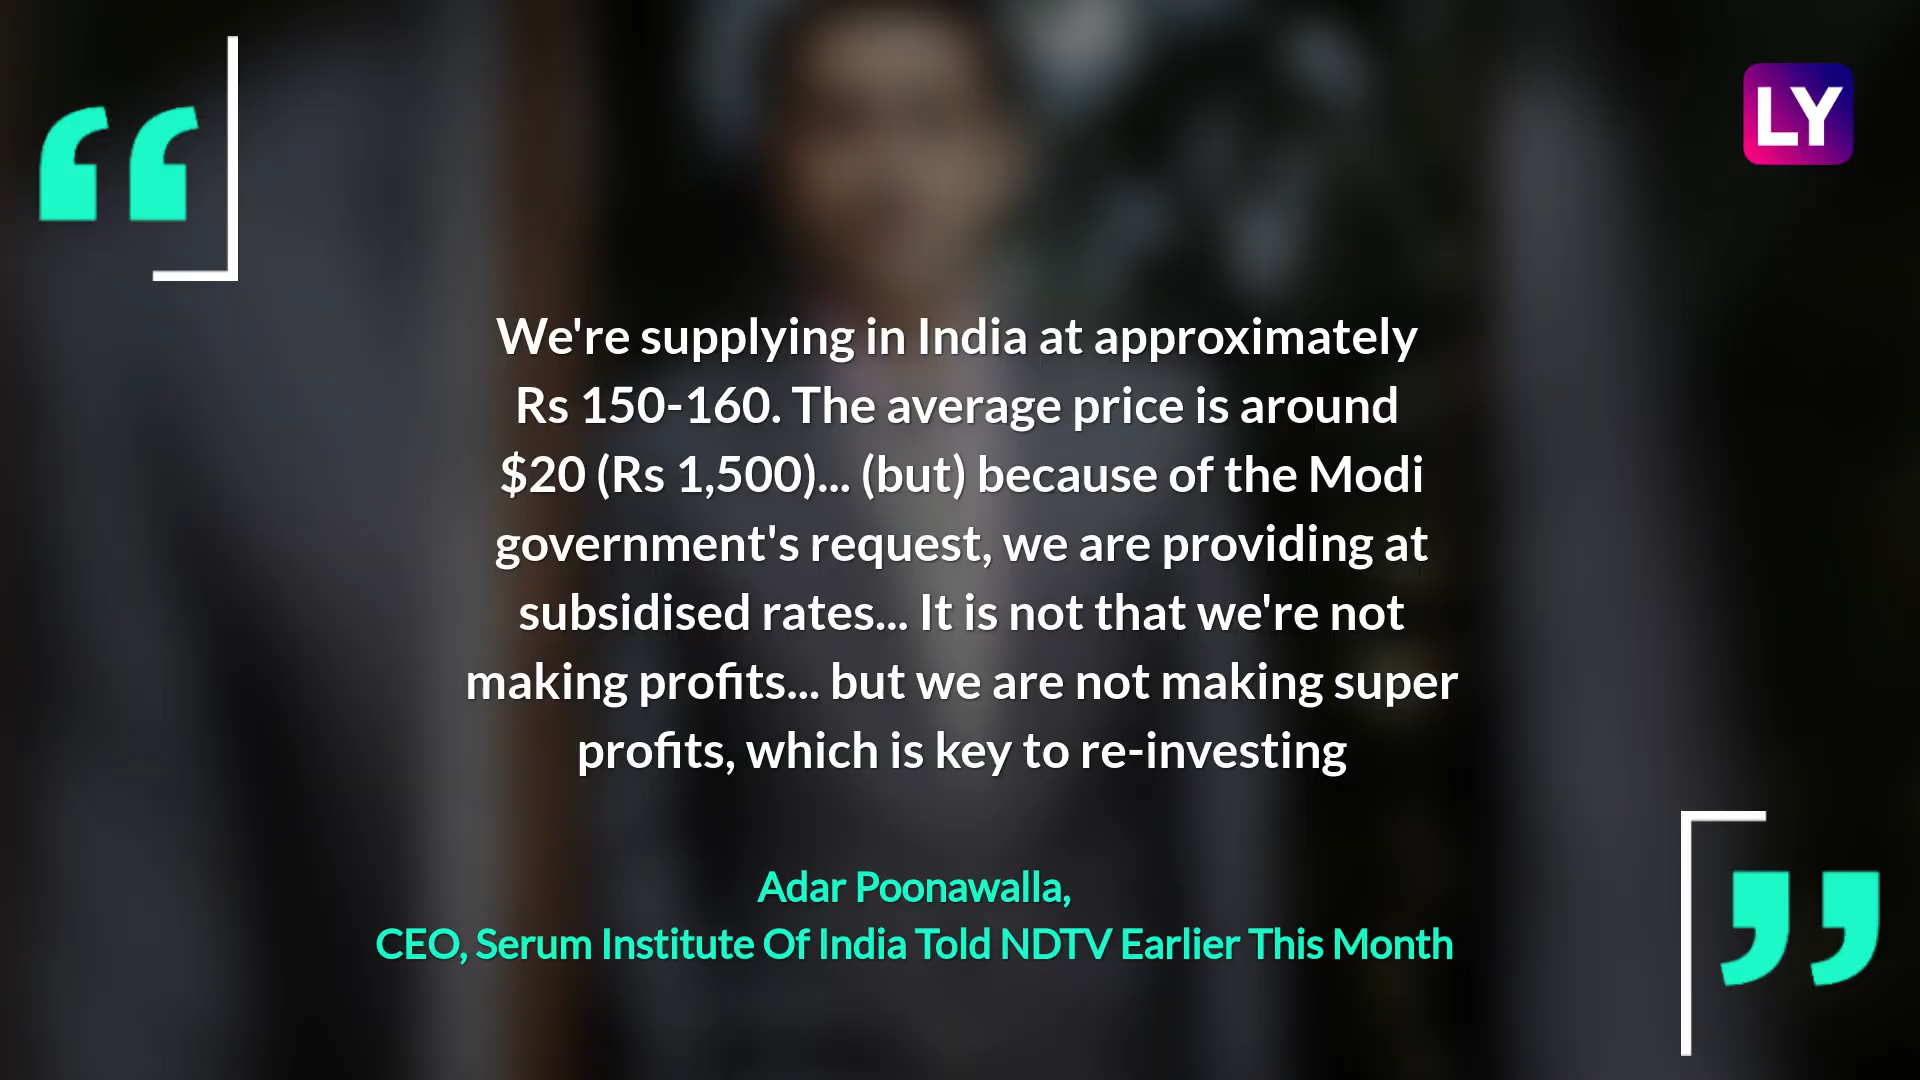 LY
We're supplying in India at approximately
Rs 150-160. The average price is around
$20 (Rs 1,500)... (but) because of the Modi
government's request, we are providing at
subsidised rates... It is not that we're not
making profits... but we are not making super
profits, which is key to re-investing
Adar Poonawalla,
CEO, Serum Institute Of India Told NDTV Earlier This Month